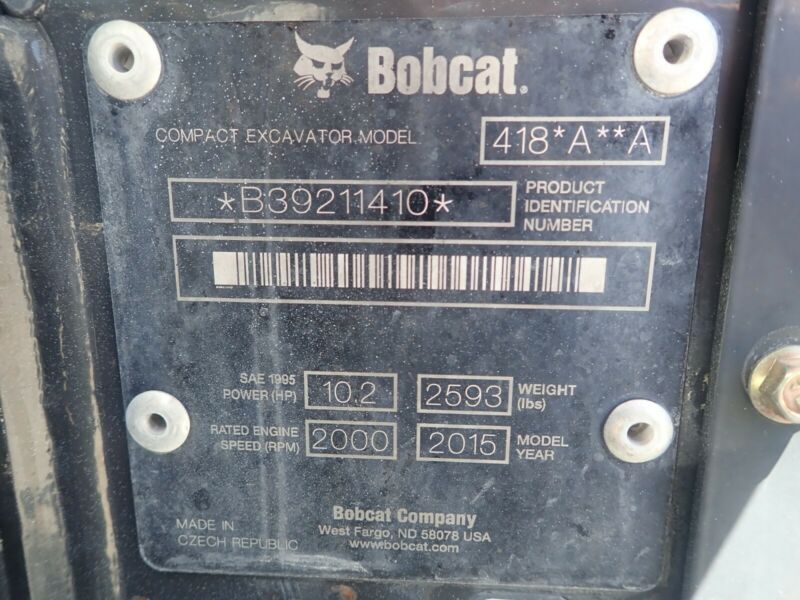 Bobcat.
COMPACT EXCAVATOR MODEL 418*A**A
*B39211410* PRODUCT IDENTIFICATION NUMBER
SAE 1995 POWER (HP) 10.2 2593 WEIGHT (lbs)
RATED ENGINE SPEED (RPM) 2000 2015 MODEL YEAR
Bobcat Company
West Fargo, ND 58078 USA
www.bobcat.com
MADE IN
CZECH REPUBLIC